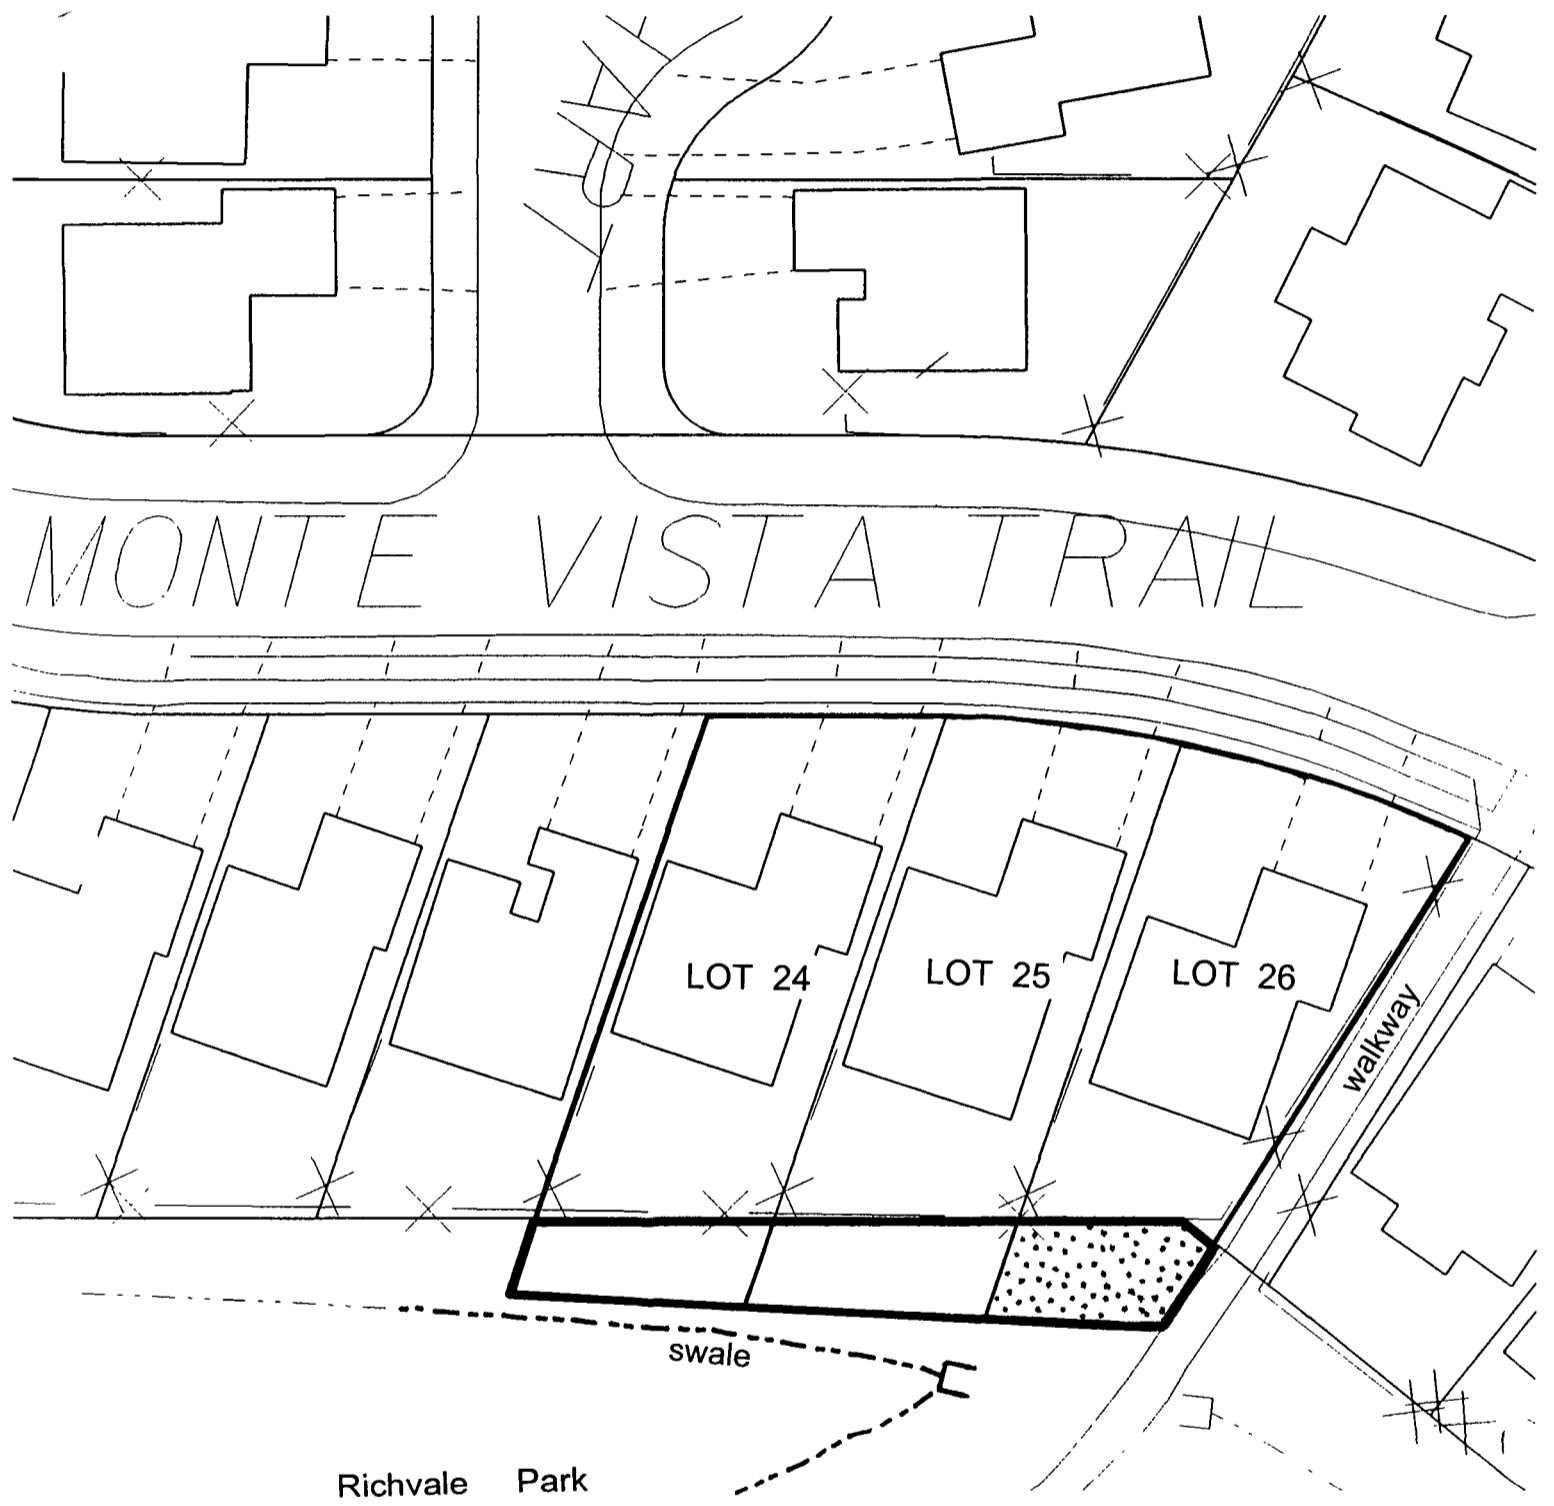 MONTE VISTA TRAIL
LOT 24
LOT 25
LOT 26
walkway
swale
Richvale Park